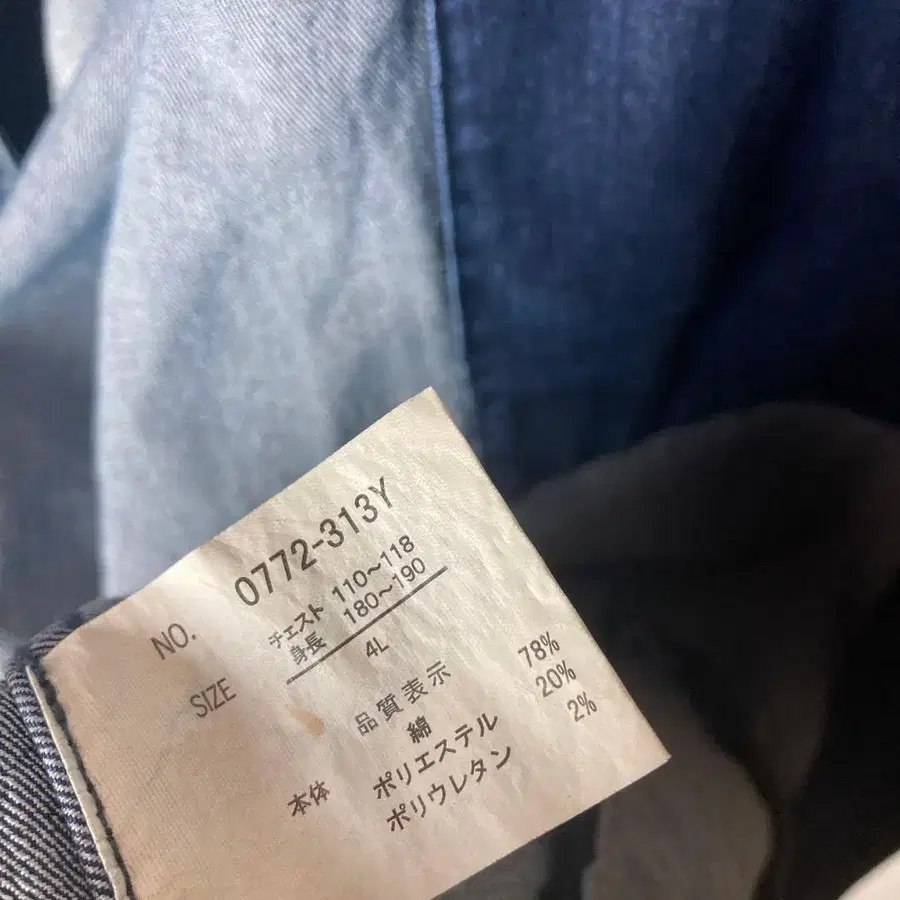 NO. 0772-313Y
チェスト 110〜118
SIZE 身長 180〜190
4L
品質表示
本体 綿 78%
ポリエステル 20%
ポリウレタン 2%